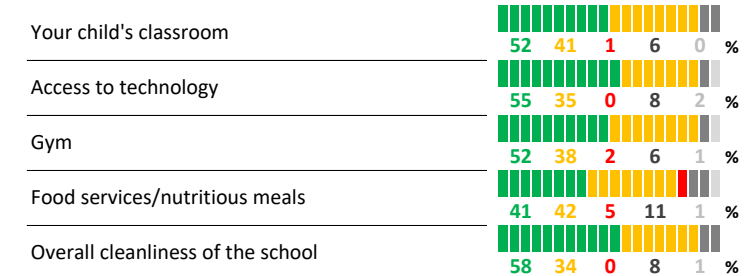 Your child's classroom
52 41 1 6 0 %
Access to technology
55 35 0 8 2 %
Gym
52 38 2 6 1 %
Food services/nutritious meals
41 42 5 11 1 %
Overall cleanliness of the school
58 34 0 8 1 %